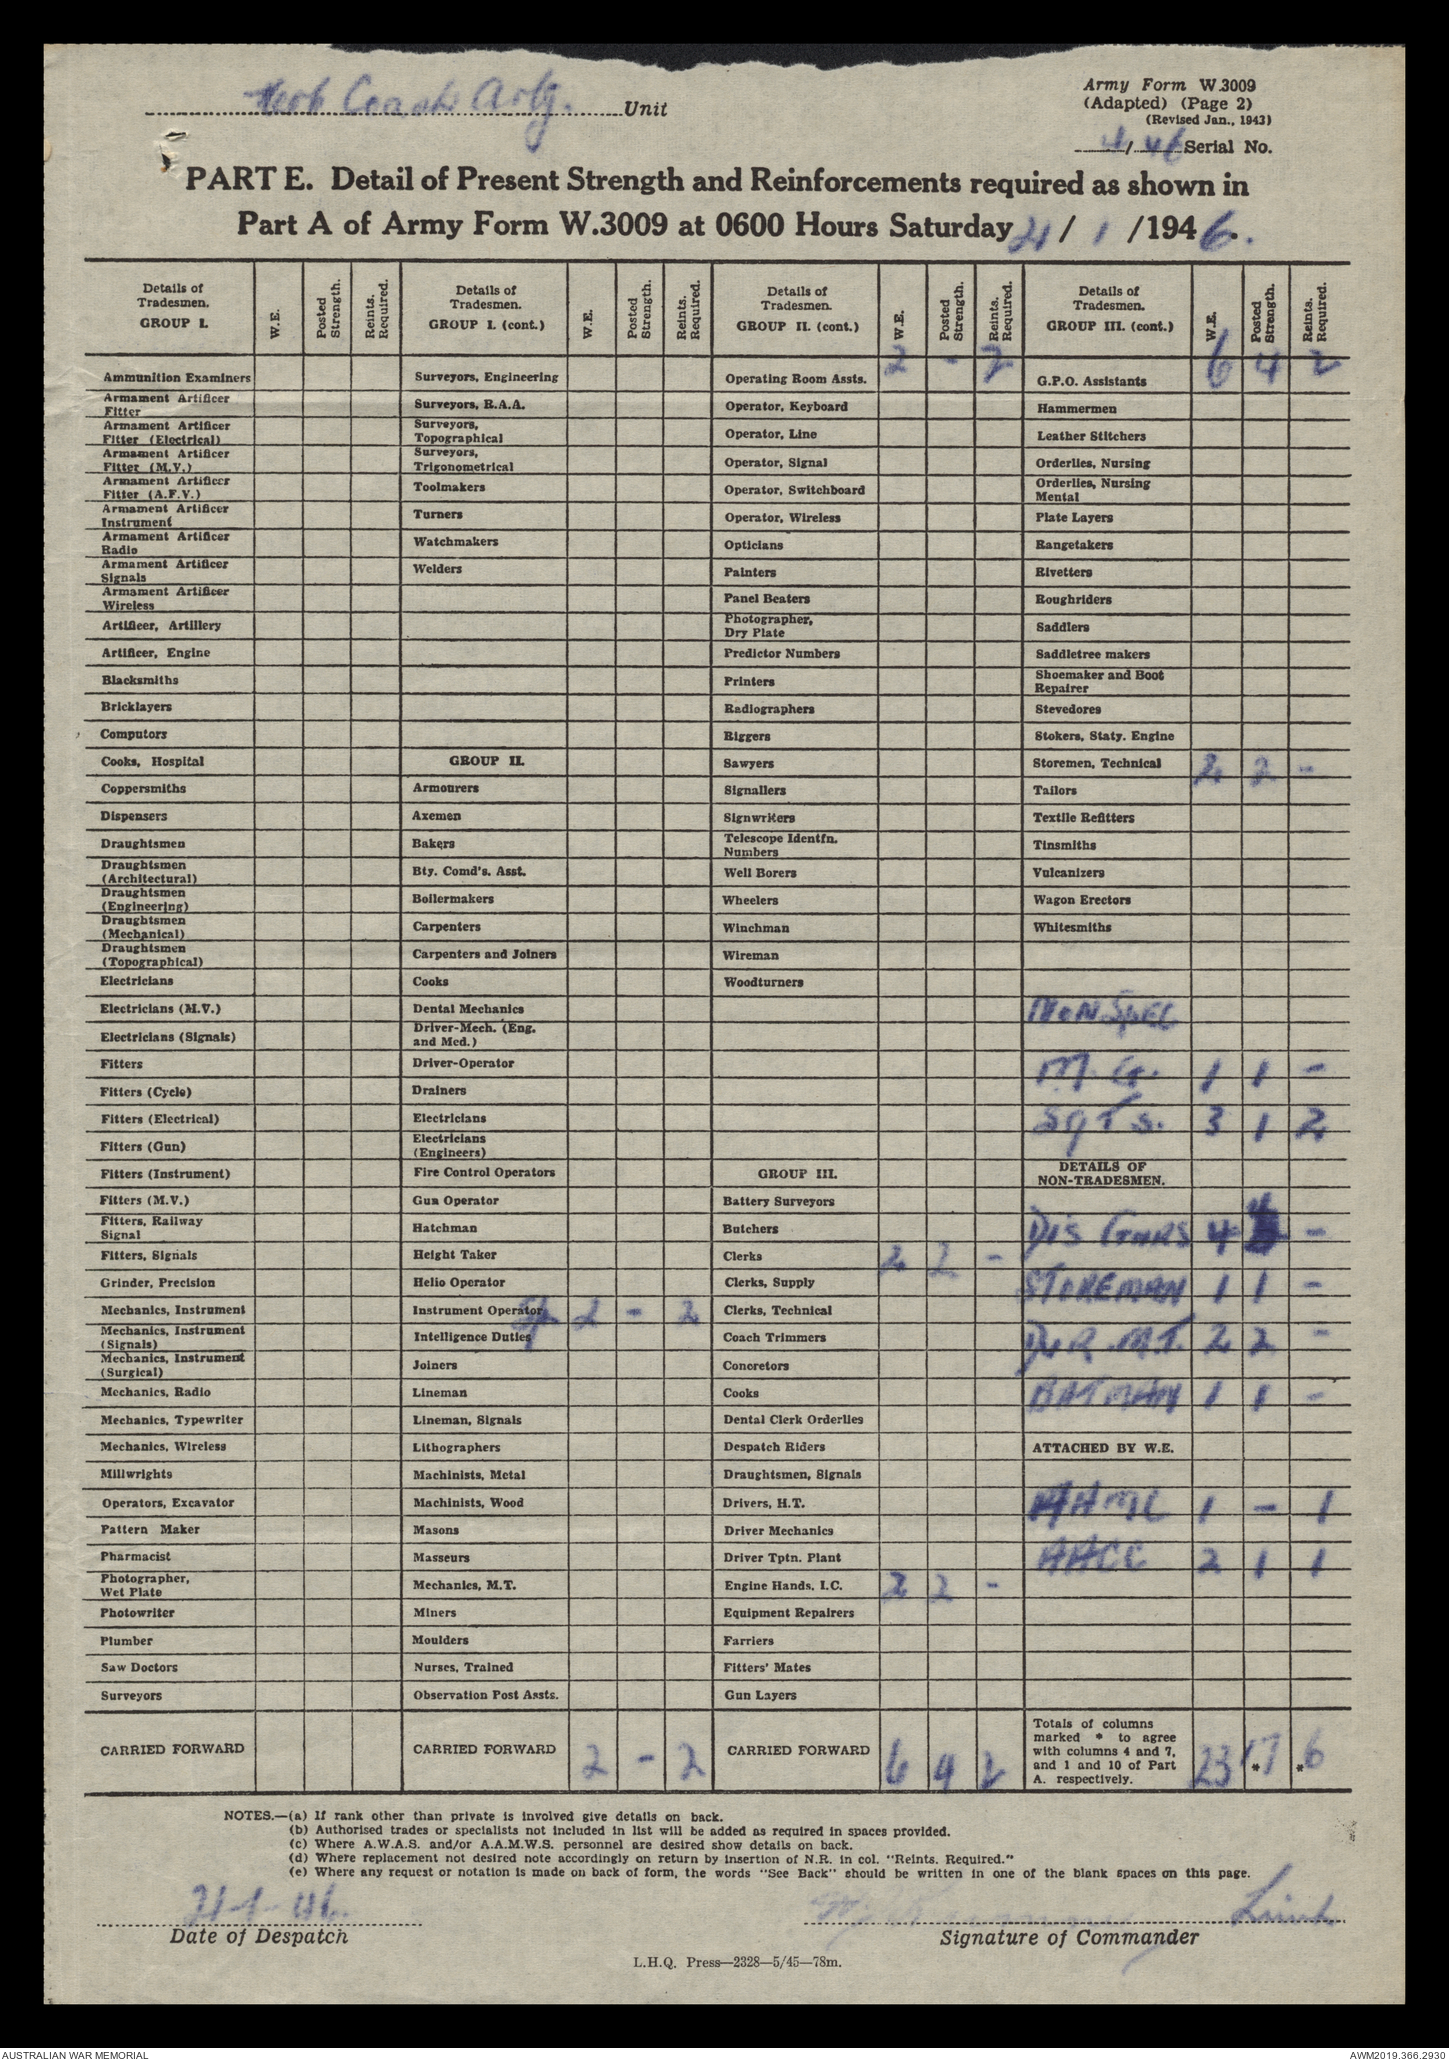 Coast Arty. Unit
Army Form W.3009
(Adapted) (Page 2)
(Revised Jan., 1943)
4/46 Serial No.
PART E. Detail of Present Strength and Reinforcements required as shown in
Part A of Army Form W.3009 at 0600 Hours Saturday / 1 /1946.
Details of Tradesmen. GROUP I. W.E. Posted Strength. Reints. Required. Details of Tradesmen. GROUP I. (cont.) W.E. Posted Strength. Reints. Required. Details of Tradesmen. GROUP II. (cont.) W.E. Posted Strength. Reints. Required. Details of Tradesmen. GROUP III. (cont.) W.E. Posted Strength. Reints. Required.
2 - 2 6 4 2
Ammunition Examiners Surveyors, Engineering Operating Room Assts. G.P.O. Assistants
Armament Artificer Fitter Surveyors, R.A.A. Operator, Keyboard Hammermen
Armament Artificer Fitter (Electrical) Surveyors, Topographical Operator, Line Leather Stitchers
Armament Artificer Fitter (M.V.) Surveyors, Trigonometrical Operator, Signal Orderlies, Nursing
Armament Artificer Fitter (A.F.V.) Toolmakers Operator, Switchboard Orderlies, Nursing Mental
Armament Artificer Instrument Turners Operator, Wireless Plate Layers
Armament Artificer Radio Watchmakers Opticians Rangetakers
Armament Artificer Signals Welders Painters Rivetters
Armament Artificer Wireless Panel Beaters Roughriders
Artificer, Artillery Photographer, Dry Plate Saddlers
Artificer, Engine Predictor Numbers Saddletree makers
Blacksmiths Printers Shoemaker and Boot Repairer
Bricklayers Radiographers Stevedores
Computors Riggers Stokers, Staty. Engine
Cooks, Hospital GROUP II. Sawyers Storemen, Technical 2 2 -
Coppersmiths Armourers Signallers Tailors
Dispensers Axemen Signwriters Textile Refitters
Draughtsmen Bakers Telescope Identfn. Numbers Tinsmiths
Draughtsmen (Architectural) Bty. Comd's. Asst. Well Borers Vulcanizers
Draughtsmen (Engineering) Boilermakers Wheelers Wagon Erectors
Draughtsmen (Mechanical) Carpenters Winchman Whitesmiths
Draughtsmen (Topographical) Carpenters and Joiners Wireman
Electricians Cooks Woodturners
Electricians (M.V.) Dental Mechanics NON SPEC
Electricians (Signals) Driver-Mech. (Eng. and Med.)
Fitters Driver-Operator M. G. 1 1 -
Fitters (Cycle) Drainers
Fitters (Electrical) Electricians SgTs. 3 1 2
Fitters (Gun) Electricians (Engineers)
Fitters (Instrument) Fire Control Operators GROUP III. DETAILS OF NON-TRADESMEN.
Fitters (M.V.) Gun Operator Battery Surveyors
Fitters, Railway Signal Hatchman Butchers DIS GNRS 4 4 -
Fitters, Signals Height Taker Clerks 2 2 -
Grinder, Precision Helio Operator Clerks, Supply STOREMAN 1 1 -
Mechanics, Instrument Instrument Operator 2 - 2 Clerks, Technical
Mechanics, Instrument (Signals) Intelligence Duties Coach Trimmers DVR. M.T. 2 2 -
Mechanics, Instrument (Surgical) Joiners Concretors
Mechanics, Radio Lineman Cooks BATMAN 1 1 -
Mechanics, Typewriter Lineman, Signals Dental Clerk Orderlies
Mechanics, Wireless Lithographers Despatch Riders ATTACHED BY W.E.
Millwrights Machinists, Metal Draughtsmen, Signals
Operators, Excavator Machinists, Wood Drivers, H.T. AAMC 1 - 1
Pattern Maker Masons Driver Mechanics
Pharmacist Masseurs Driver Tptn. Plant AACC 2 1 1
Photographer, Wet Plate Mechanics, M.T. Engine Hands, I.C. 2 2 -
Photowriter Miners Equipment Repairers
Plumber Moulders Farriers
Saw Doctors Nurses, Trained Fitters' Mates
Surveyors Observation Post Assts. Gun Layers
CARRIED FORWARD CARRIED FORWARD 2 - 2 CARRIED FORWARD 6 4 2 Totals of columns marked * to agree with columns 4 and 7, and 1 and 10 of Part A. respectively. 23 *17 *6
NOTES.—(a) If rank other than private is involved give details on back.
(b) Authorised trades or specialists not included in list will be added as required in spaces provided.
(c) Where A.W.A.S. and/or A.A.M.W.S. personnel are desired show details on back.
(d) Where replacement not desired note accordingly on return by insertion of N.R. in col. "Reints. Required."
(e) Where any request or notation is made on back of form, the words "See Back" should be written in one of the blank spaces on this page.
Lieut
Date of Despatch Signature of Commander
L.H.Q. Press—2328—5/45—78m.
AUSTRALIAN WAR MEMORIAL AWM2019.366.2930